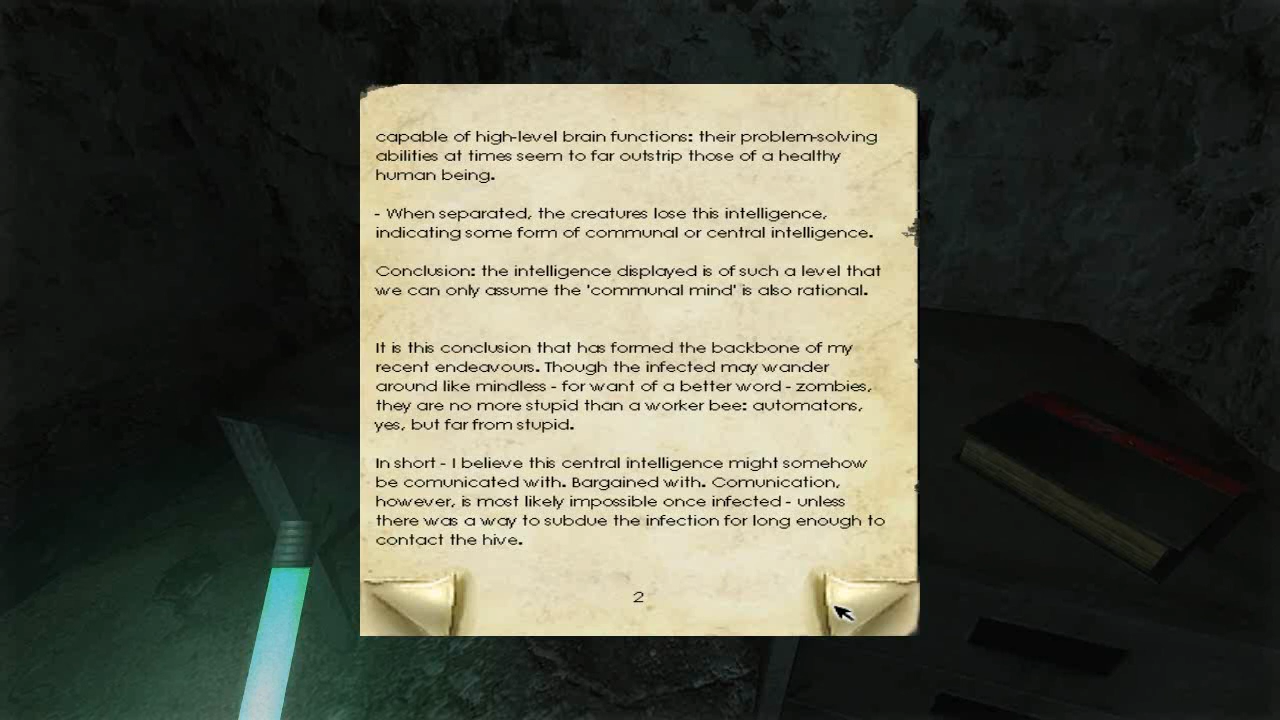 capable of high-level brain functions: their problem-solving
abilities at times seem to far outstrip those of a healthy
human being.
- When separated, the creatures lose this intelligence,
indicating some form of communal or central intelligence.
Conclusion: the intelligence displayed is of such a level that
we can only assume the 'communal mind' is also rational.
It is this conclusion that has formed the backbone of my
recent endeavours. Though the infected may wander
around like mindless - for want of a better word - zombies,
they are no more stupid than a worker bee: automatons,
yes, but far from stupid.
In short - I believe this central intelligence might somehow
be comunicated with. Bargained with. Comunication,
however, is most likely impossible once infected - unless
there was a way to subdue the infection for long enough to
contact the hive.
2